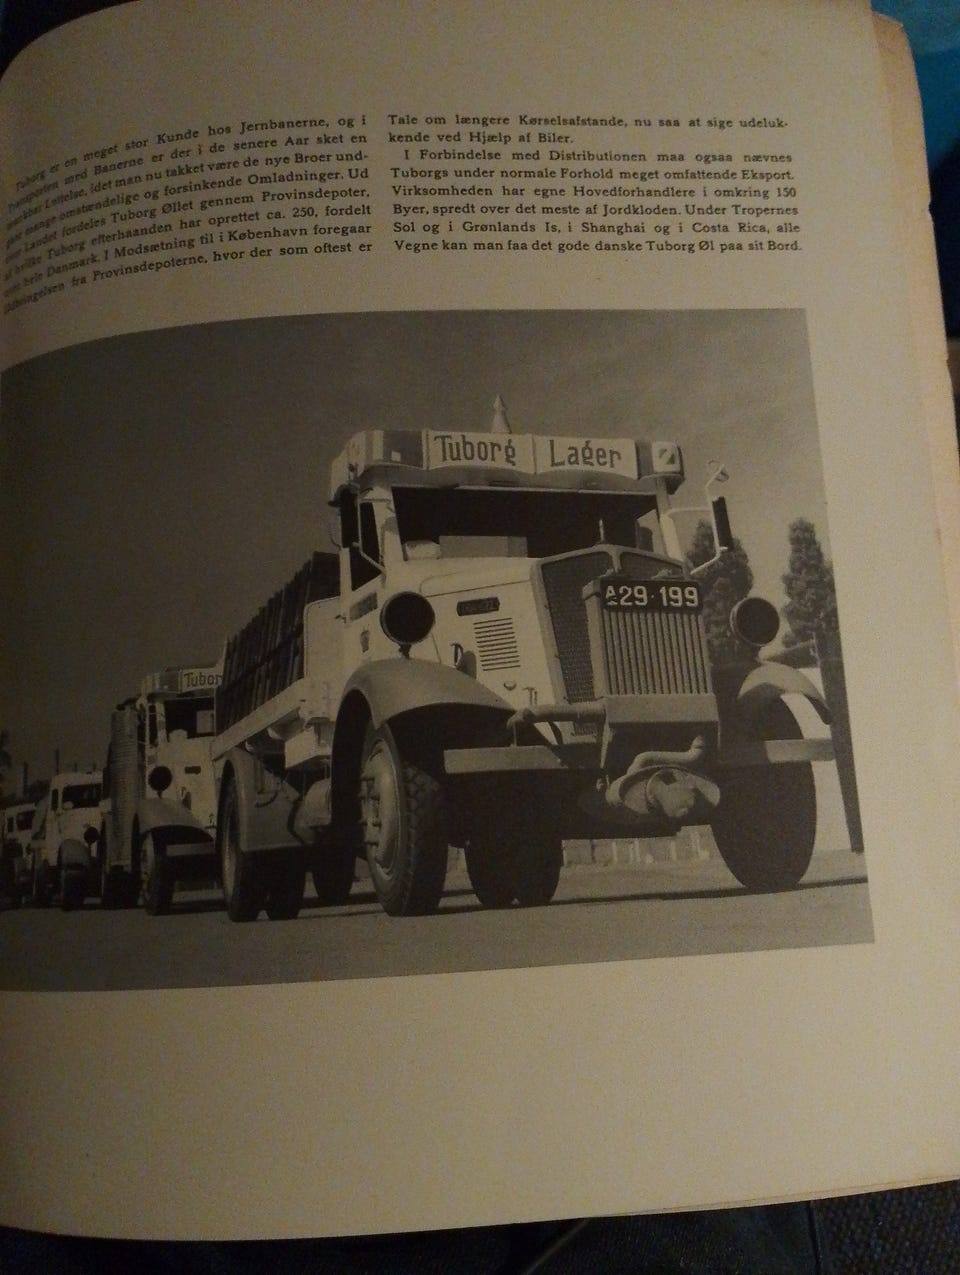 Tuborg er en meget stor Kunde hos Jernbanerne, og i
Transporten med Banerne er der i de senere Aar sket en
Lettelse, idet man nu takket være de nye Broer und-
gaar mange omstændelige og forsinkende Omladninger. Ud
over Landet fordeles Tuborg Øllet gennem Provinsdepoter,
af hvilke Tuborg efterhaanden har oprettet ca. 250, fordelt
over hele Danmark. I Modsætning til i København foregaar
Udbringelsen fra Provinsdepoterne, hvor der som oftest er
Tale om længere Kørselsafstande, nu saa at sige udeluk-
kende ved Hjælp af Biler.
I Forbindelse med Distributionen maa ogsaa nævnes
Tuborgs under normale Forhold meget omfattende Eksport.
Virksomheden har egne Hovedforhandlere i omkring 150
Byer, spredt over det meste af Jordkloden. Under Tropernes
Sol og i Grønlands Is, i Shanghai og i Costa Rica, alle
Vegne kan man faa det gode danske Tuborg Øl paa sit Bord.
Tuborg Lager
29·199
Tubor